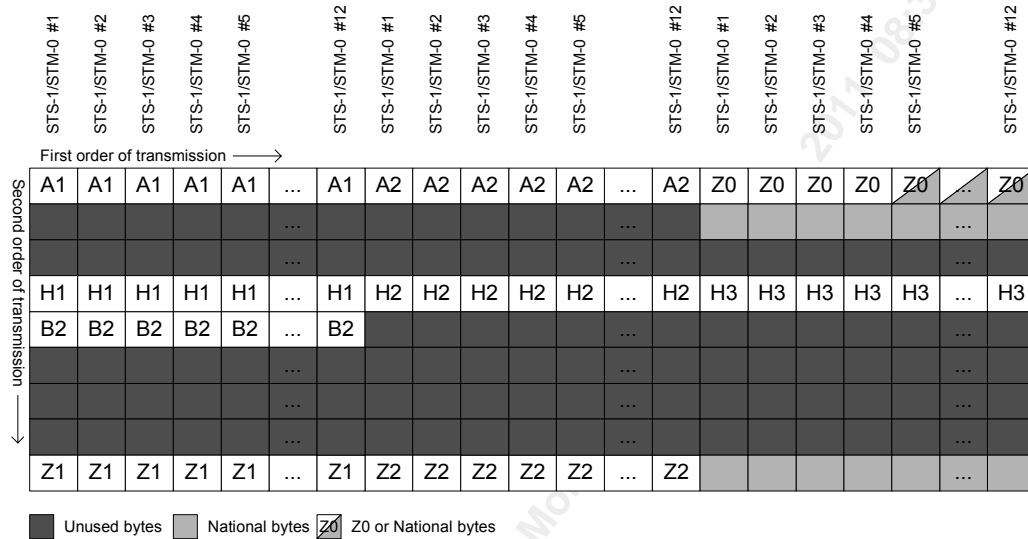 STS-1/STM-0 #1 STS-1/STM-0 #2 STS-1/STM-0 #3 STS-1/STM-0 #4 STS-1/STM-0 #5 STS-1/STM-0 #12 STS-1/STM-0 #1 STS-1/STM-0 #2 STS-1/STM-0 #3 STS-1/STM-0 #4 STS-1/STM-0 #5 STS-1/STM-0 #12 STS-1/STM-0 #1 STS-1/STM-0 #2 STS-1/STM-0 #3 STS-1/STM-0 #4 STS-1/STM-0 #5 STS-1/STM-0 #12
First order of transmission
Second order of transmission
A1 A1 A1 A1 A1 ... A1 A2 A2 A2 A2 A2 ... A2 Z0 Z0 Z0 Z0 Z0 ... Z0
... ... ...
... ... ...
H1 H1 H1 H1 H1 ... H1 H2 H2 H2 H2 H2 ... H2 H3 H3 H3 H3 H3 ... H3
B2 B2 B2 B2 B2 ... B2 ... ...
... ... ...
... ... ...
... ... ...
Z1 Z1 Z1 Z1 Z1 ... Z1 Z2 Z2 Z2 Z2 Z2 ... Z2 ...
Unused bytes National bytes Z0 Z0 or National bytes
2011 08:3
Mo